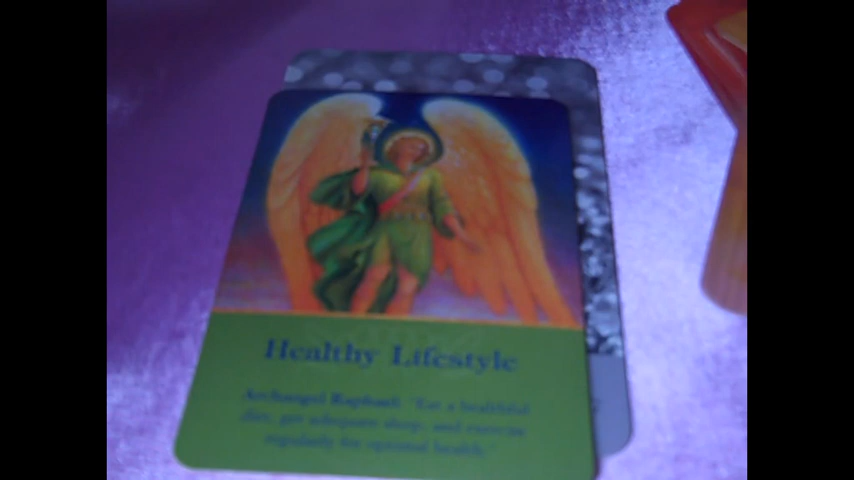 Healthy Lifestyle
Archangel Raphael: "Eat a healthful
diet, get adequate sleep, and exercise
regularly for optimal health."